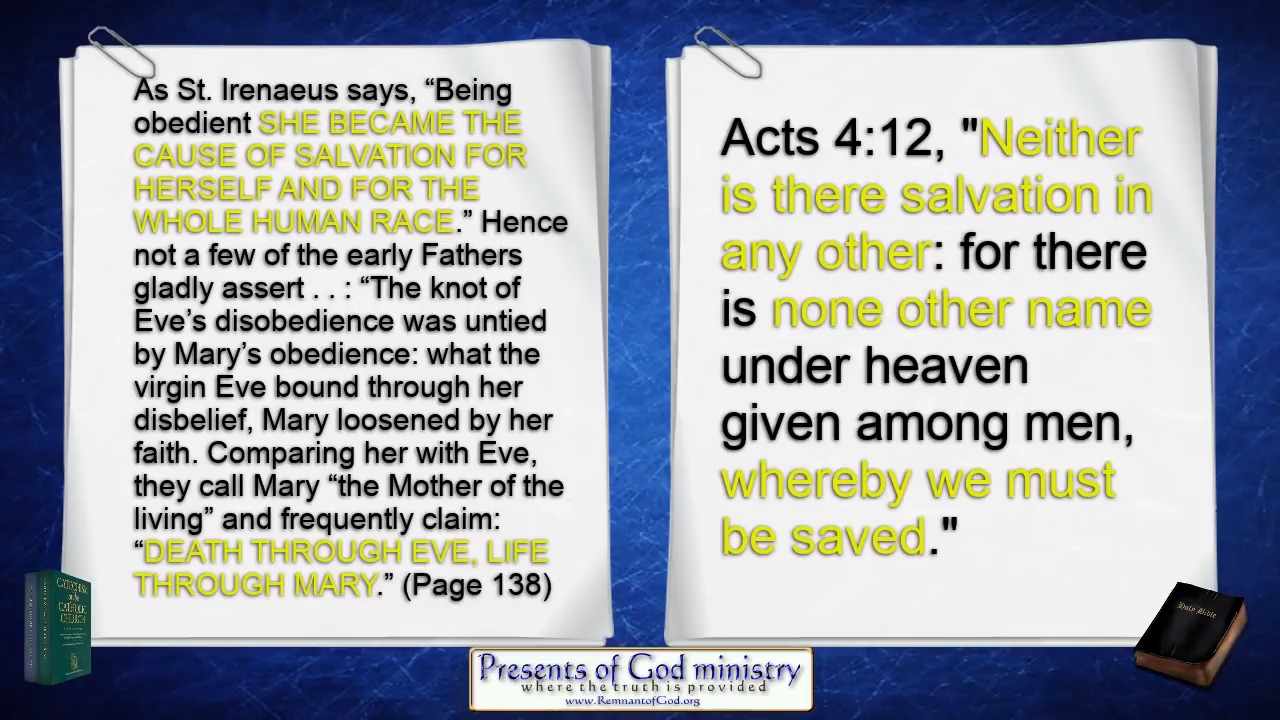 As St. Irenaeus says, “Being
obedient SHE BECAME THE
CAUSE OF SALVATION FOR
HERSELF AND FOR THE
WHOLE HUMAN RACE.” Hence
not a few of the early Fathers
gladly assert . . : “The knot of
Eve’s disobedience was untied
by Mary’s obedience: what the
virgin Eve bound through her
disbelief, Mary loosened by her
faith. Comparing her with Eve,
they call Mary “the Mother of the
living” and frequently claim:
“DEATH THROUGH EVE, LIFE
THROUGH MARY.” (Page 138)
Acts 4:12, "Neither
is there salvation in
any other: for there
is none other name
under heaven
given among men,
whereby we must
be saved."
CATECHISM
of the
CATHOLIC
CHURCH
Holy Bible
Presents of God ministry
where the truth is provided
www.RemnantofGod.org